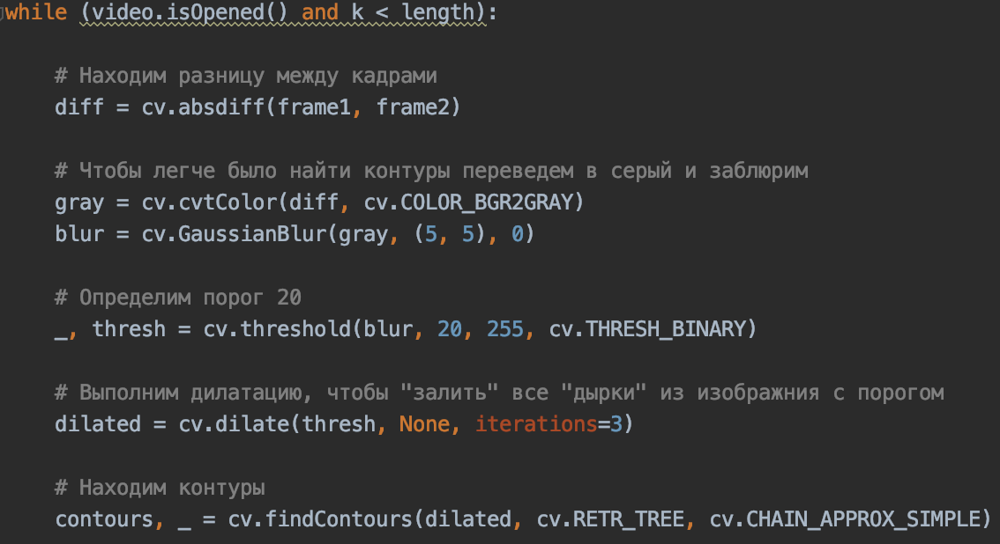 while (video.isOpened() and k < length):
# Находим разницу между кадрами
diff = cv.absdiff(frame1, frame2)
# Чтобы легче было найти контуры переведем в серый и заблюрим
gray = cv.cvtColor(diff, cv.COLOR_BGR2GRAY)
blur = cv.GaussianBlur(gray, (5, 5), 0)
# Определим порог 20
_, thresh = cv.threshold(blur, 20, 255, cv.THRESH_BINARY)
# Выполним дилатацию, чтобы "залить" все "дырки" из изображния с порогом
dilated = cv.dilate(thresh, None, iterations=3)
# Находим контуры
contours, _ = cv.findContours(dilated, cv.RETR_TREE, cv.CHAIN_APPROX_SIMPLE)